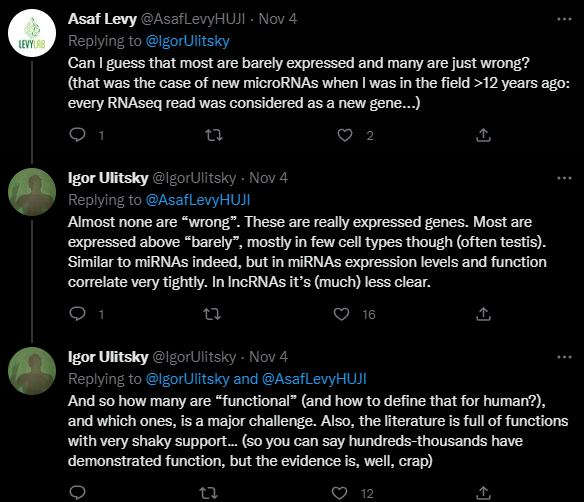 Asaf Levy @AsafLevyHUJI · Nov 4
LEVYLAB
Replying to @IgorUlitsky
Can I guess that most are barely expressed and many are just wrong?
(that was the case of new microRNAs when I was in the field >12 years ago:
every RNAseq read was considered as a new gene...)
1 2
Igor Ulitsky @IgorUlitsky · Nov 4
Replying to @AsafLevyHUJI
Almost none are “wrong”. These are really expressed genes. Most are
expressed above “barely”, mostly in few cell types though (often testis).
Similar to miRNAs indeed, but in miRNAs expression levels and function
correlate very tightly. In lncRNAs it’s (much) less clear.
1 16
Igor Ulitsky @IgorUlitsky · Nov 4
Replying to @IgorUlitsky and @AsafLevyHUJI
And so how many are “functional” (and how to define that for human?),
and which ones, is a major challenge. Also, the literature is full of functions
with very shaky support... (so you can say hundreds-thousands have
demonstrated function, but the evidence is, well, crap)
12